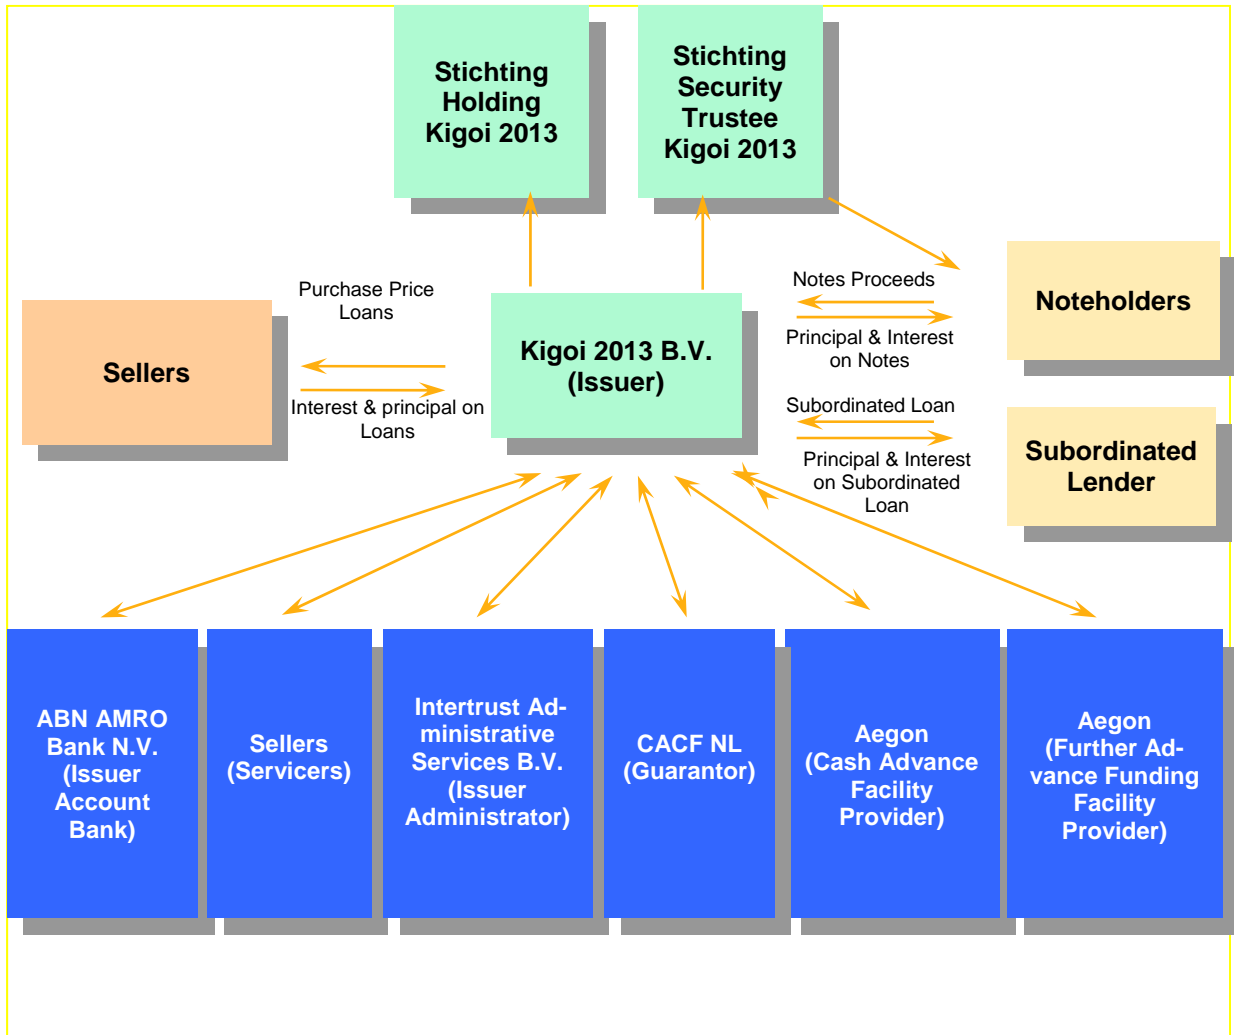 Stichting
Holding
Kigoi 2013
Stichting
Security
Trustee
Kigoi 2013
Purchase Price
Loans
Sellers
Interest & principal on
Loans
Kigoi 2013 B.V.
(Issuer)
Notes Proceeds
Principal & Interest
on Notes
Noteholders
Subordinated Loan
Principal & Interest
on Subordinated
Loan
Subordinated
Lender
ABN AMRO
Bank N.V.
(Issuer
Account
Bank)
Sellers
(Servicers)
Intertrust Ad-
ministrative
Services B.V.
(Issuer
Administrator)
CACF NL
(Guarantor)
Aegon
(Cash Advance
Facility
Provider)
Aegon
(Further Ad-
vance Funding
Facility
Provider)